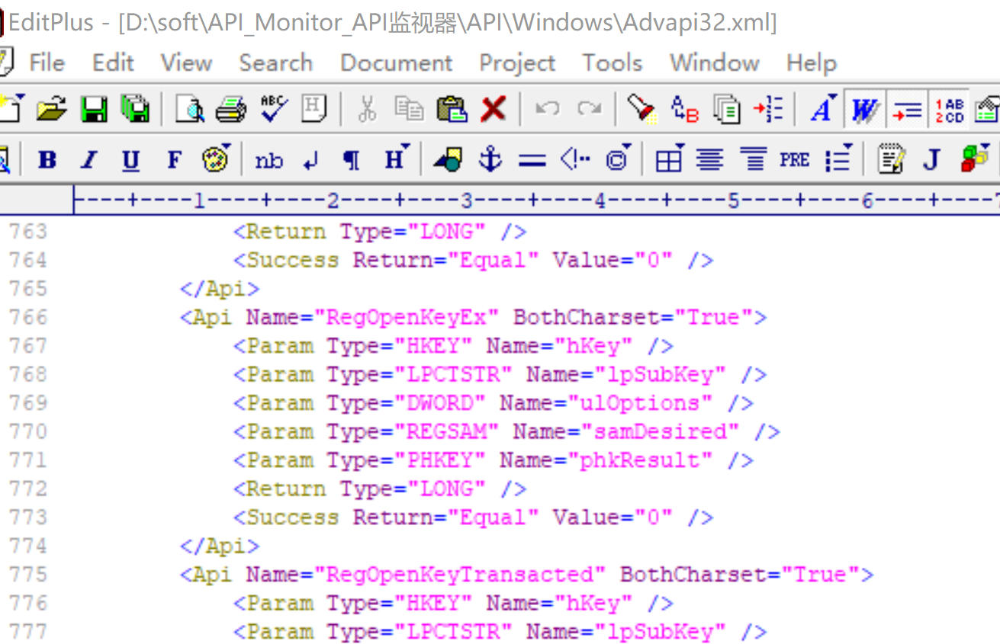 EditPlus - [D:\soft\API_Monitor_API监视器\API\Windows\Advapi32.xml]
File Edit View Search Document Project Tools Window Help
ABC H A B A W 1 AB 2 CD
B I U F nb H PRE J
----+----1----+----2----+----3----+----4----+----5----+----6----+----7
763 <Return Type="LONG" />
764 <Success Return="Equal" Value="0" />
765 </Api>
766 <Api Name="RegOpenKeyEx" BothCharset="True">
767 <Param Type="HKEY" Name="hKey" />
768 <Param Type="LPCTSTR" Name="lpSubKey" />
769 <Param Type="DWORD" Name="ulOptions" />
770 <Param Type="REGSAM" Name="samDesired" />
771 <Param Type="PHKEY" Name="phkResult" />
772 <Return Type="LONG" />
773 <Success Return="Equal" Value="0" />
774 </Api>
775 <Api Name="RegOpenKeyTransacted" BothCharset="True">
776 <Param Type="HKEY" Name="hKey" />
777 <Param Type="LPCTSTR" Name="lpSubKey" />